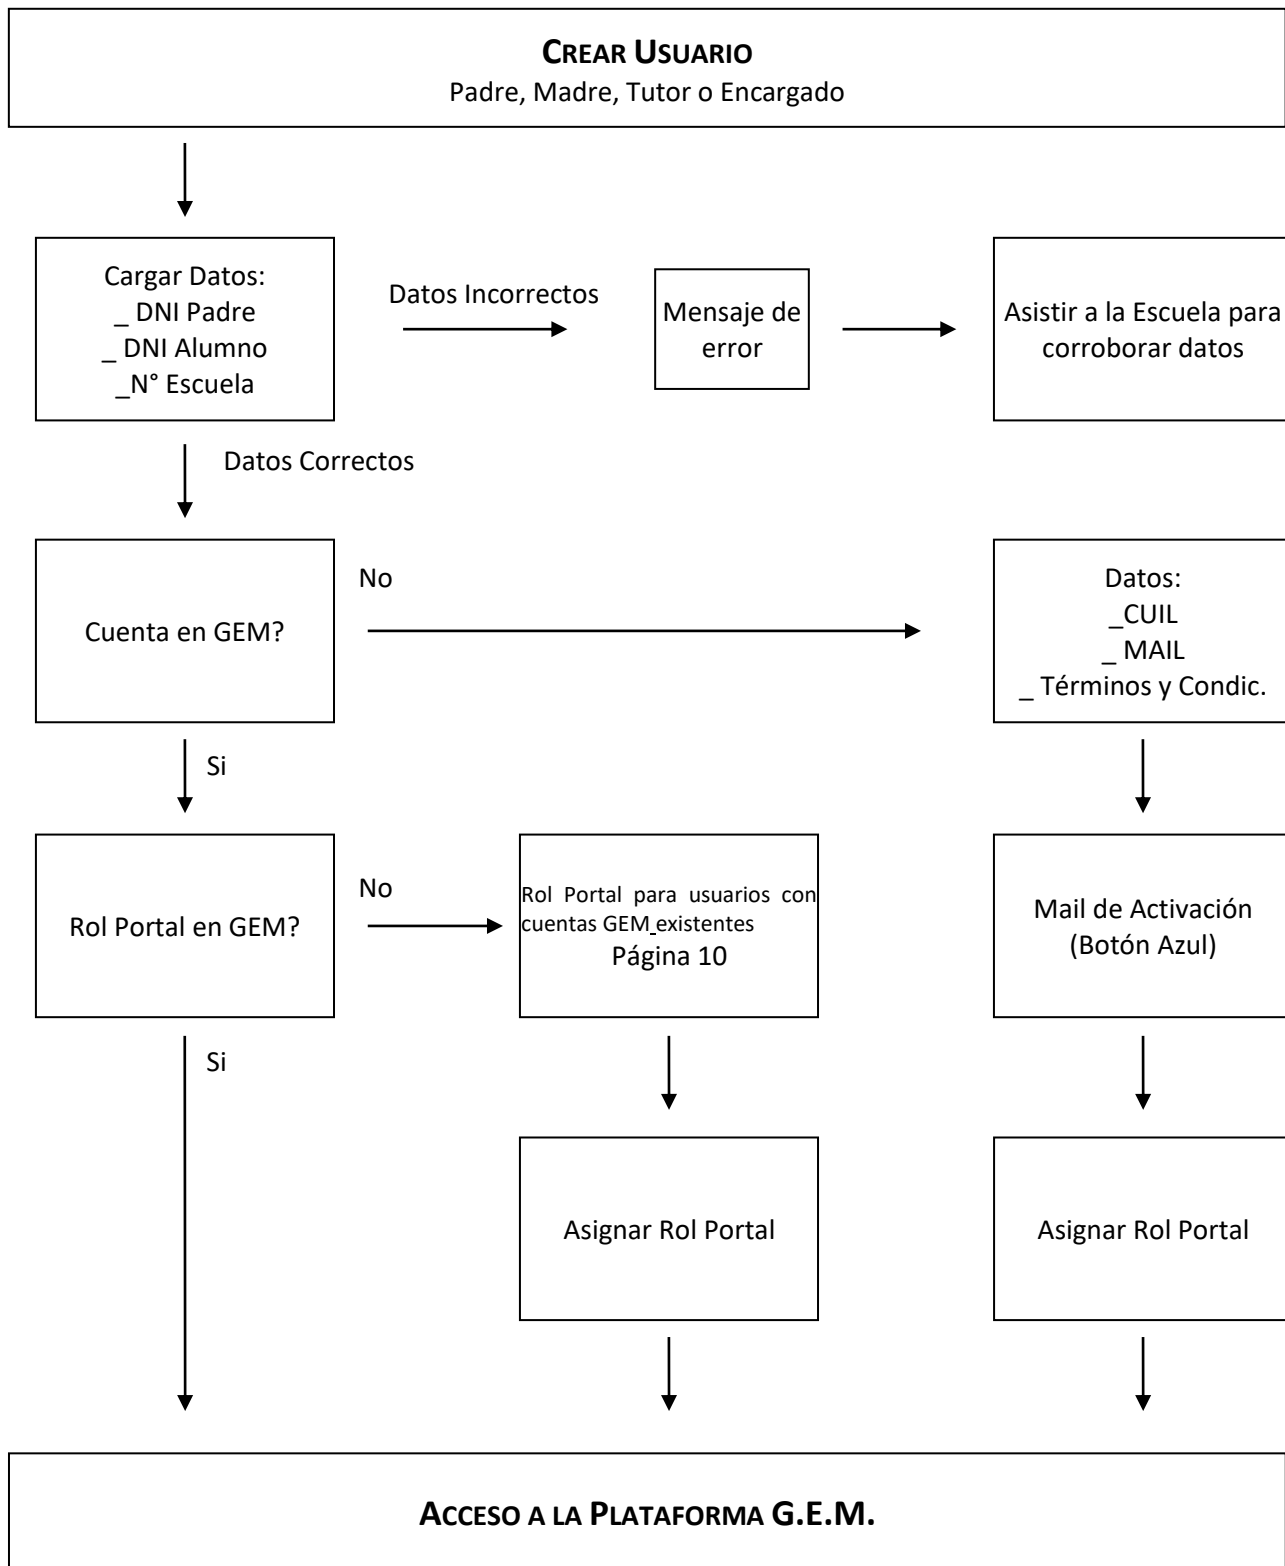 CREAR USUARIO
Padre, Madre, Tutor o Encargado
Cargar Datos:
_ DNI Padre
_ DNI Alumno
_N° Escuela
Datos Incorrectos
Mensaje de
error
Asistir a la Escuela para
corroborar datos
Datos Correctos
Cuenta en GEM?
No
Datos:
_CUIL
_ MAIL
_ Términos y Condic.
Si
Rol Portal en GEM?
No
Rol Portal para usuarios con
cuentas GEM_existentes
Página 10
Mail de Activación
(Botón Azul)
Si
Asignar Rol Portal
Asignar Rol Portal
ACCESO A LA PLATAFORMA G.E.M.